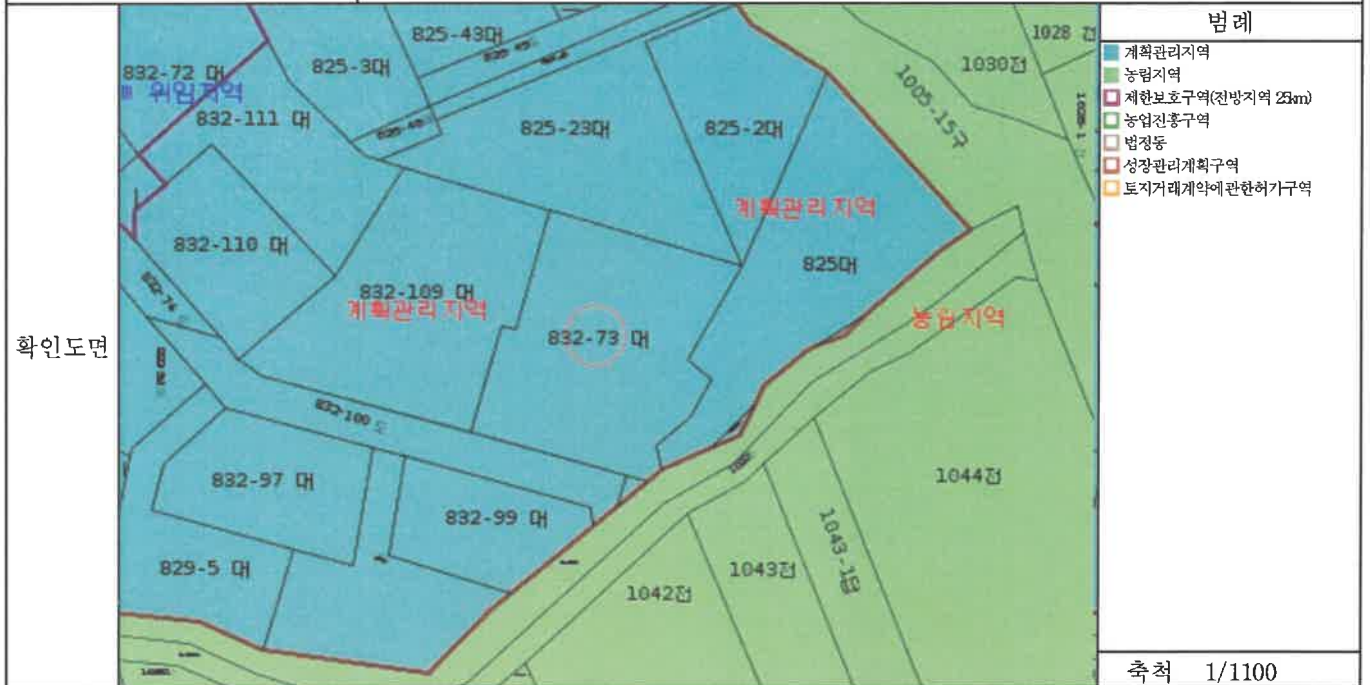 확인도면
825-43대
1028 전
832-72 대
825-3대
1030전
위임지역
832-111 대
1005-15구
825-23대
825-2대
계획관리지역
832-110 대
825대
832-109 대
계획관리지역
농림지역
832-73 대
832-100 도
832-97 대
1044전
832-99 대
829-5 대
1043-1답
1043전
1042전
범례
계획관리지역
농림지역
제한보호구역(전방지역 25km)
농업진흥구역
법정동
성장관리계획구역
토지거래계약에관한허가구역
축척 1/1100